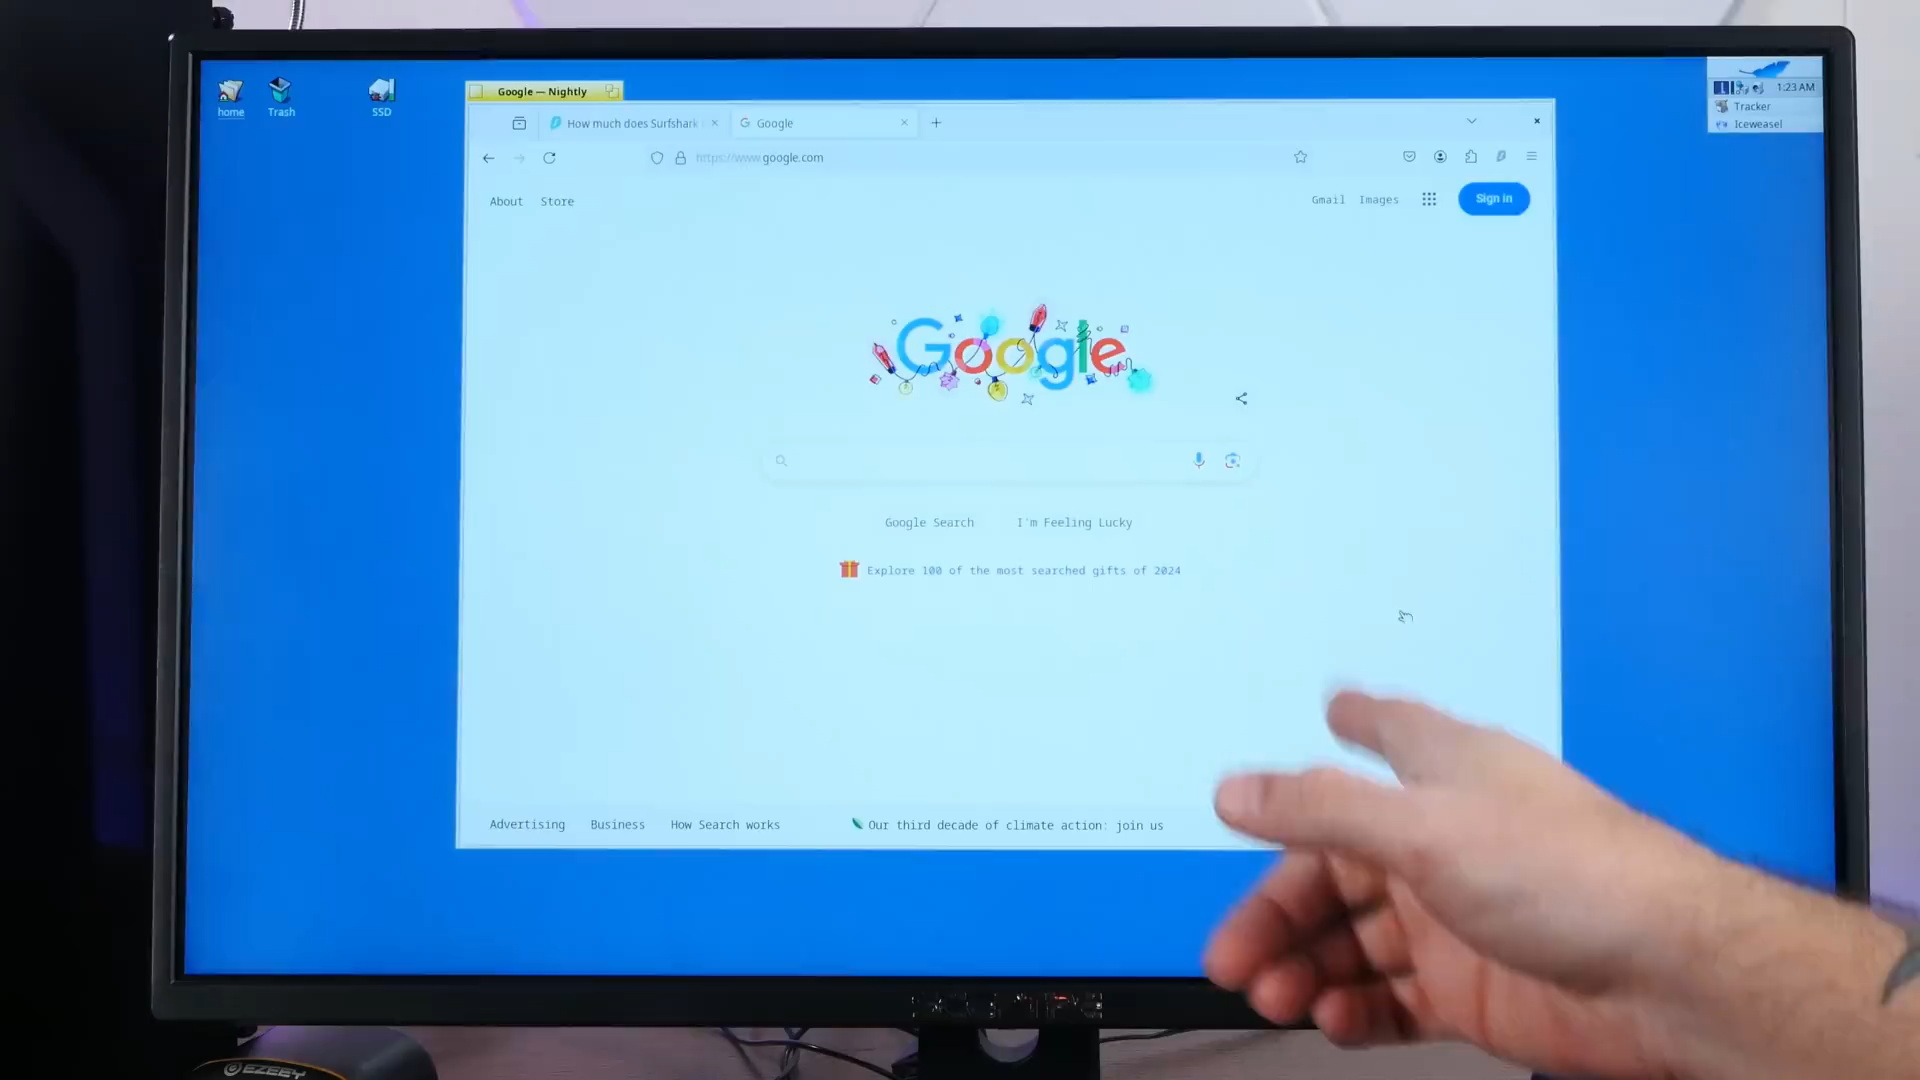 home
Trash
SSD
Google — Nightly
1:23 AM
Tracker
Iceweasel
How much does Surfshark
Google
https://www.google.com
About Store
Gmail Images
Sign in
Google
Google Search I'm Feeling Lucky
Explore 100 of the most searched gifts of 2024
Advertising Business How Search works Our third decade of climate action: join us
EZEEY